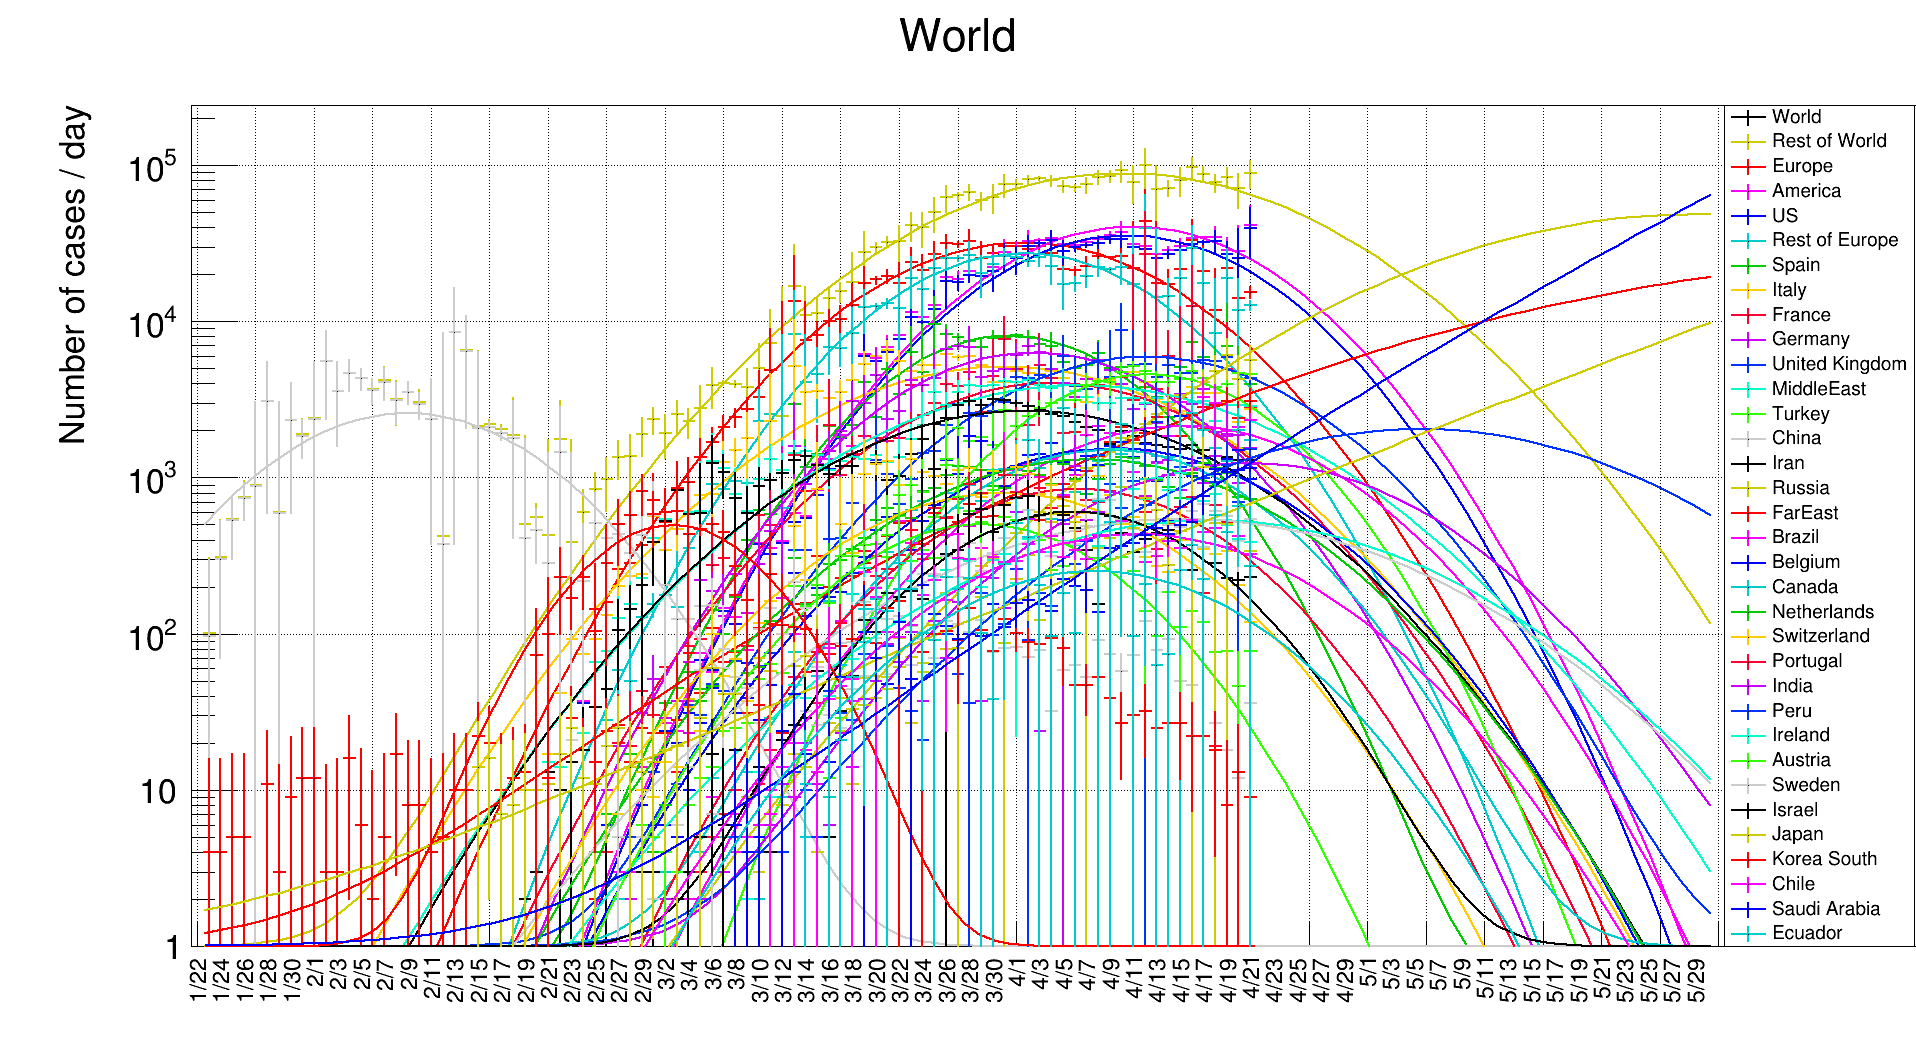 World
Number of cases / day
10^5
10^4
10^3
10^2
10
1
1/22
1/24
1/26
1/28
1/30
2/1
2/3
2/5
2/7
2/9
2/11
2/13
2/15
2/17
2/19
2/21
2/23
2/25
2/27
2/29
3/2
3/4
3/6
3/8
3/10
3/12
3/14
3/16
3/18
3/20
3/22
3/24
3/26
3/28
3/30
4/1
4/3
4/5
4/7
4/9
4/11
4/13
4/15
4/17
4/19
4/21
4/23
4/25
4/27
4/29
5/1
5/3
5/5
5/7
5/9
5/11
5/13
5/15
5/17
5/19
5/21
5/23
5/25
5/27
5/29
World
Rest of World
Europe
America
US
Rest of Europe
Spain
Italy
France
Germany
United Kingdom
MiddleEast
Turkey
China
Iran
Russia
FarEast
Brazil
Belgium
Canada
Netherlands
Switzerland
Portugal
India
Peru
Ireland
Austria
Sweden
Israel
Japan
Korea South
Chile
Saudi Arabia
Ecuador